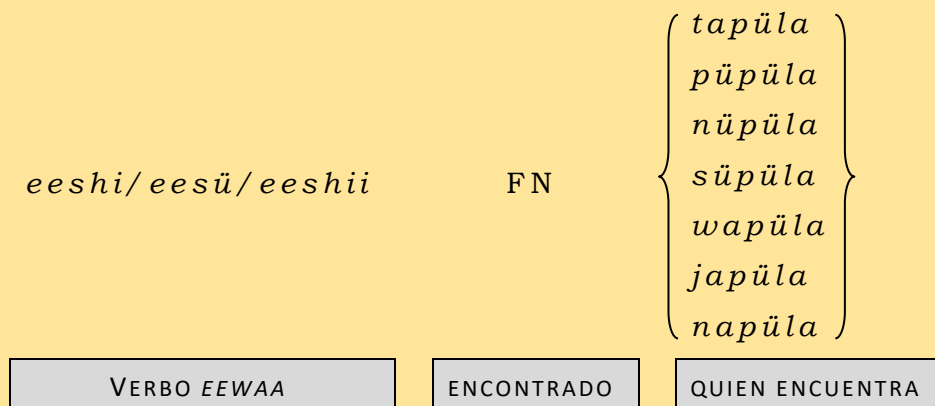 tapüla
püpüla
nüpüla
eeshi/eesü/eeshii FN süpüla
wapüla
japüla
napüla
VERBO EEWAA ENCONTRADO QUIEN ENCUENTRA